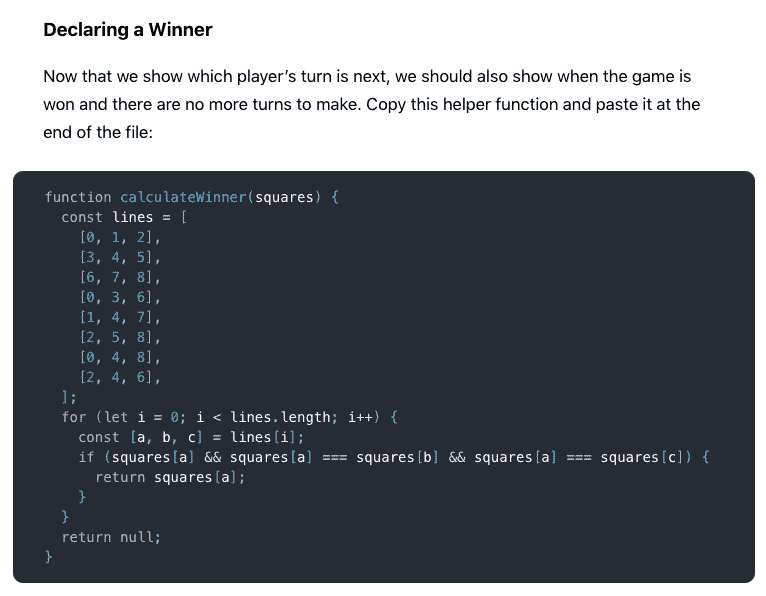 Declaring a Winner
Now that we show which player’s turn is next, we should also show when the game is
won and there are no more turns to make. Copy this helper function and paste it at the
end of the file:
function calculateWinner(squares) {
  const lines = [
    [0, 1, 2],
    [3, 4, 5],
    [6, 7, 8],
    [0, 3, 6],
    [1, 4, 7],
    [2, 5, 8],
    [0, 4, 8],
    [2, 4, 6],
  ];
  for (let i = 0; i < lines.length; i++) {
    const [a, b, c] = lines[i];
    if (squares[a] && squares[a] === squares[b] && squares[a] === squares[c]) {
      return squares[a];
    }
  }
  return null;
}